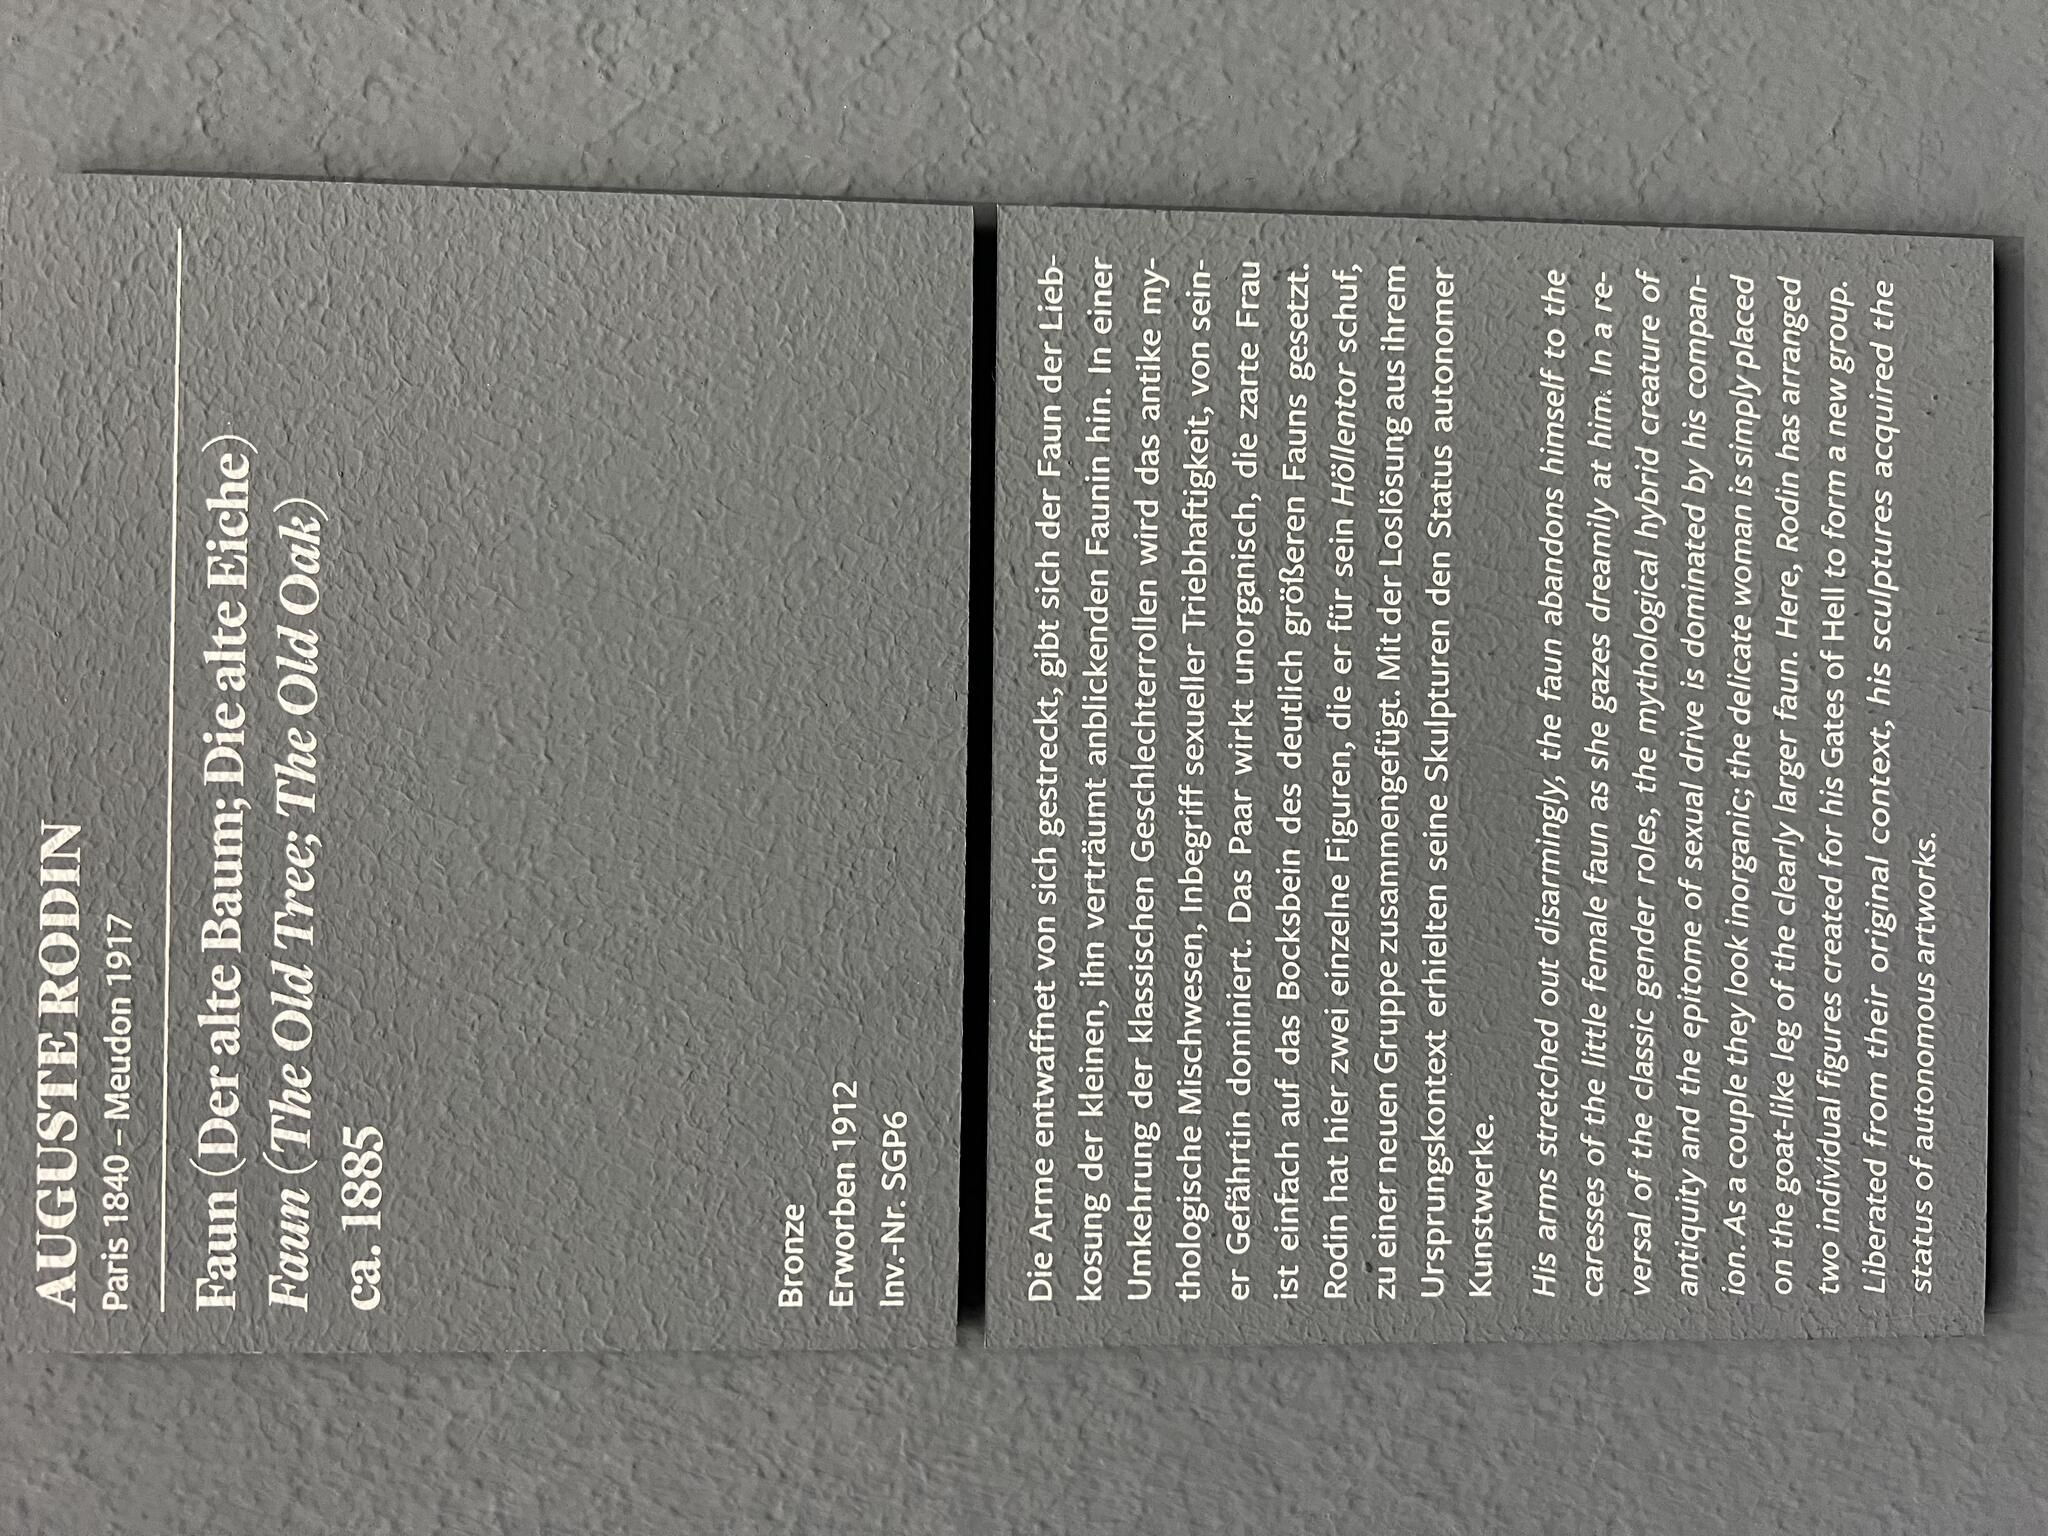 AUGUSTE RODIN
Paris 1840 – Meudon 1917
Faun (Der alte Baum; Die alte Eiche)
Faun (The Old Tree; The Old Oak)
ca. 1885
Bronze
Erworben 1912
Inv.-Nr. SGP6
Die Arme entwaffnet von sich gestreckt, gibt sich der Faun der Lieb-
kosung der kleinen, ihn verträumt anblickenden Faunin hin. In einer
Umkehrung der klassischen Geschlechterrollen wird das antike my-
thologische Mischwesen, Inbegriff sexueller Triebhaftigkeit, von sein-
er Gefährtin dominiert. Das Paar wirkt unorganisch, die zarte Frau
ist einfach auf das Bocksbein des deutlich größeren Fauns gesetzt.
Rodin hat hier zwei einzelne Figuren, die er für sein Höllentor schuf,
zu einer neuen Gruppe zusammengefügt. Mit der Loslösung aus ihrem
Ursprungskontext erhielten seine Skulpturen den Status autonomer
Kunstwerke.
His arms stretched out disarmingly, the faun abandons himself to the
caresses of the little female faun as she gazes dreamily at him. In a re-
versal of the classic gender roles, the mythological hybrid creature of
antiquity and the epitome of sexual drive is dominated by his compan-
ion. As a couple they look inorganic; the delicate woman is simply placed
on the goat-like leg of the clearly larger faun. Here, Rodin has arranged
two individual figures created for his Gates of Hell to form a new group.
Liberated from their original context, his sculptures acquired the
status of autonomous artworks.